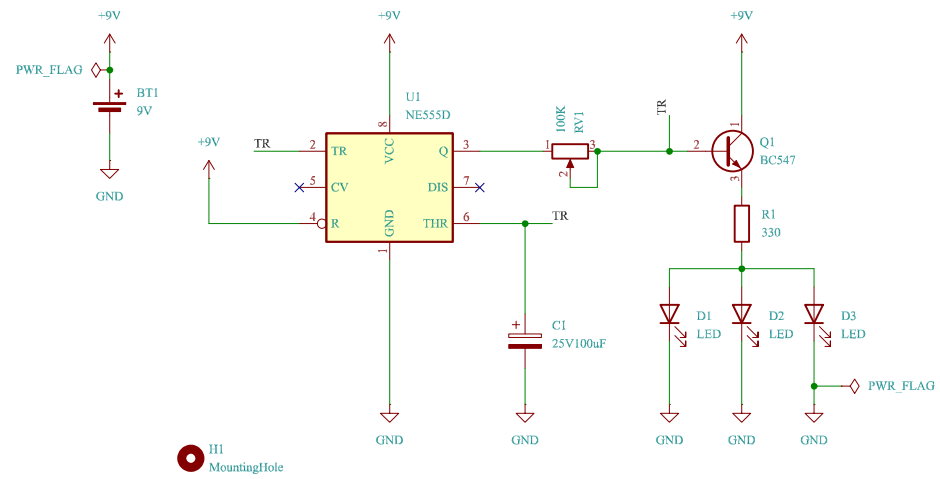 +9V
+9V
+9V
PWR_FLAG
BT1
9V
U1
NE555D
100K
RV1
TR
+9V
TR
2
TR
8
VCC
Q
3
1
3
2
2
1
Q1
BC547
3
5
CV
DIS
7
GND
4
R
GND
THR
6
TR
R1
330
1
C1
25V100uF
D1
LED
D2
LED
D3
LED
PWR_FLAG
GND
GND
GND
GND
GND
H1
MountingHole